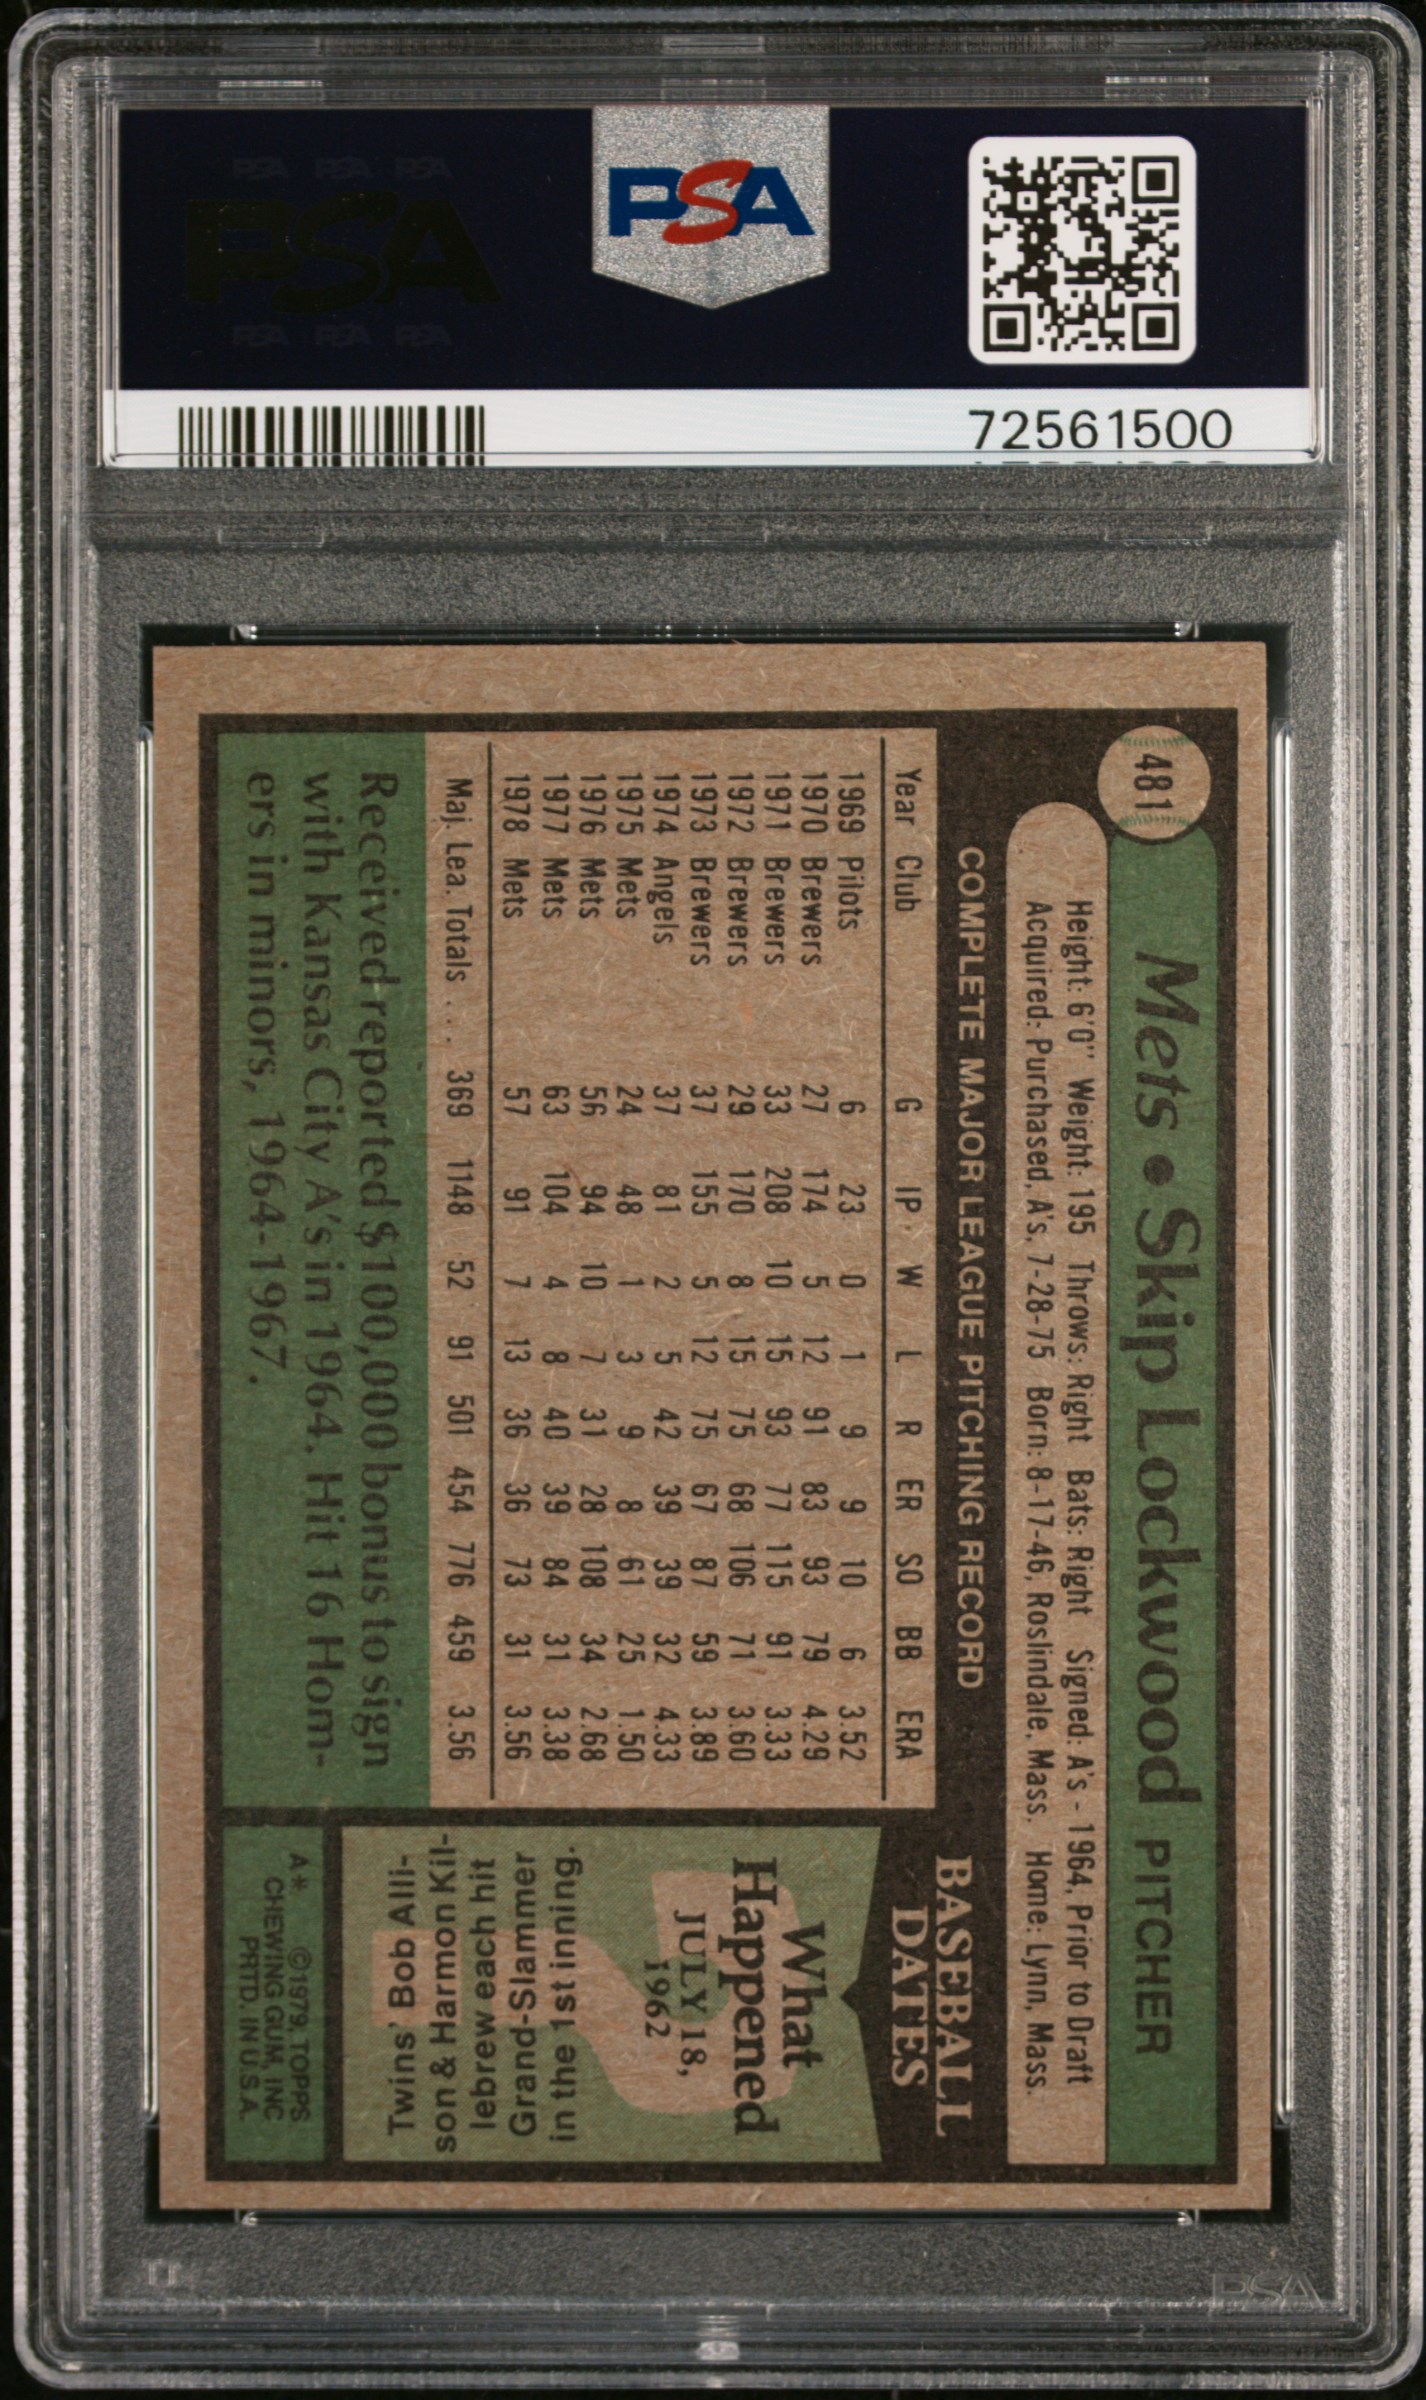 PSA PSA PSA
PSA
PSA PSA PSA
PSA
72561500
481
Mets • Skip Lockwood PITCHER
Height: 6'0" Weight: 195 Throws: Right Bats: Right Signed: A's - 1964, Prior to Draft
Acquired: Purchased, A's, 7-28-75 Born: 8-17-46, Roslindale, Mass. Home: Lynn, Mass.
COMPLETE MAJOR LEAGUE PITCHING RECORD
Year Club G IP W L R ER SO BB ERA
1969 Pilots 6 23 0 1 9 9 10 6 3.52
1970 Brewers 27 174 5 12 91 83 93 79 4.29
1971 Brewers 33 208 10 15 93 77 115 91 3.33
1972 Brewers 29 170 8 15 75 68 106 71 3.60
1973 Brewers 37 155 5 12 75 67 87 59 3.89
1974 Angels 37 81 2 5 42 39 39 32 4.33
1975 Mets 24 48 1 3 9 8 61 25 1.50
1976 Mets 56 94 10 7 31 28 108 34 2.68
1977 Mets 63 104 4 8 40 39 84 31 3.38
1978 Mets 57 91 7 13 36 36 73 31 3.56
Maj. Lea. Totals . . . 369 1148 52 91 501 454 776 459 3.56
Received reported $100,000 bonus to sign
with Kansas City A's in 1964. Hit 16 Hom-
ers in minors, 1964-1967.
BASEBALL
DATES
What
Happened
JULY 18,
1962
?
Twins' Bob Alli-
son & Harmon Kil-
lebrew each hit
Grand-Slammer
in the 1st inning.
A* ©1979, TOPPS
CHEWING GUM, INC
PRTD. IN U.S.A.
PSA